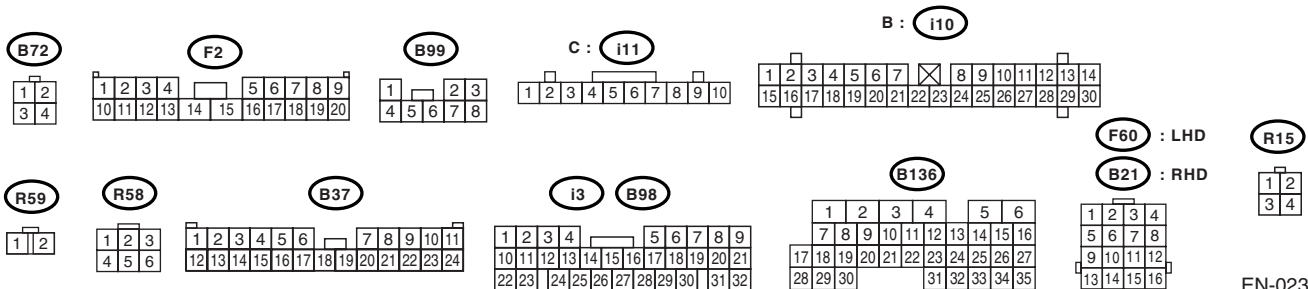 B72
F2
B99
C : i11
B : i10
1 2
3 4
1 2 3 4 5 6 7 8 9
10 11 12 13 14 15 16 17 18 19 20
1 2 3
4 5 6 7 8
1 2 3 4 5 6 7 8 9 10
1 2 3 4 5 6 7 8 9 10 11 12 13 14
15 16 17 18 19 20 21 22 23 24 25 26 27 28 29 30
F60 : LHD
B21 : RHD
R15
1 2
3 4
R59
R58
B37
i3 B98
B136
1 2
1 2 3
4 5 6
1 2 3 4 5 6 7 8 9 10 11
12 13 14 15 16 17 18 19 20 21 22 23 24
1 2 3 4 5 6 7 8 9
10 11 12 13 14 15 16 17 18 19 20 21
22 23 24 25 26 27 28 29 30 31 32
1 2 3 4 5 6
7 8 9 10 11 12 13 14 15 16
17 18 19 20 21 22 23 24 25 26 27
28 29 30 31 32 33 34 35
1 2 3 4
5 6 7 8
9 10 11 12
13 14 15 16